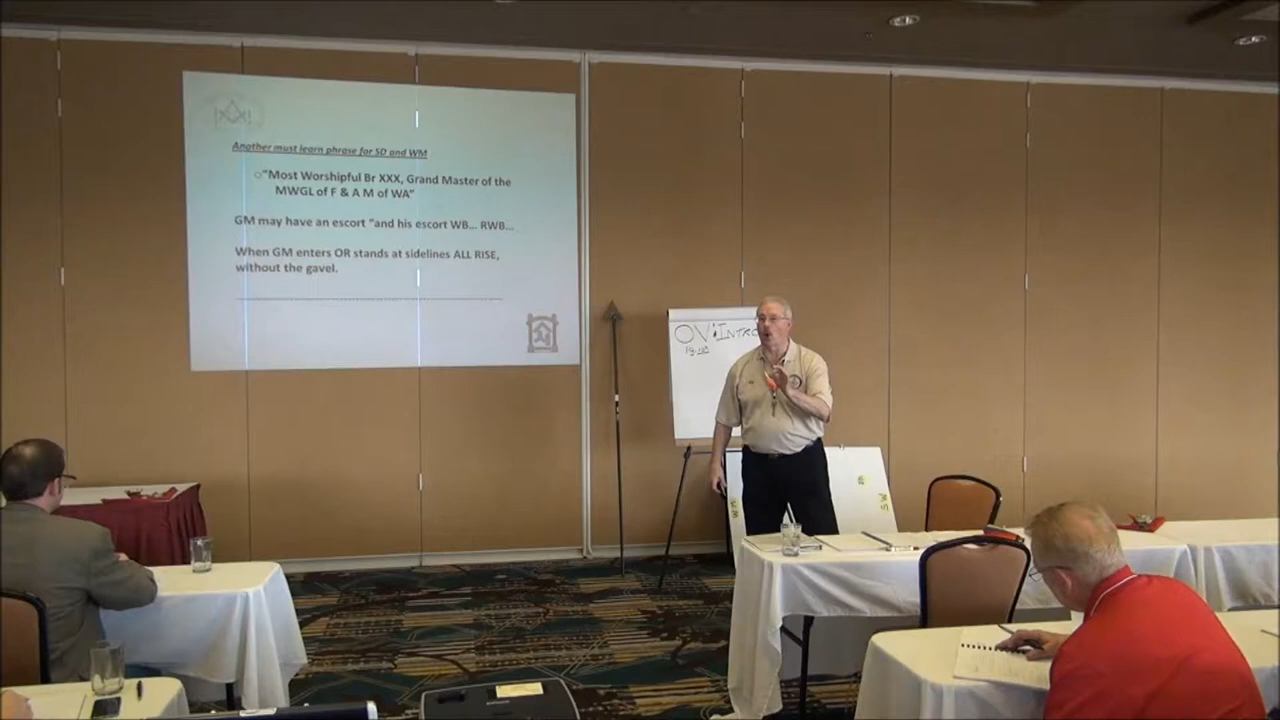 Another must learn phrase for SD and WM
"Most Worshipful Br XXX, Grand Master of the
MWGL of F & A M of WA"
GM may have an escort "and his escort WB... RWB...
When GM enters OR stands at sidelines ALL RISE,
without the gavel.
OV: INTRO
WM
SW